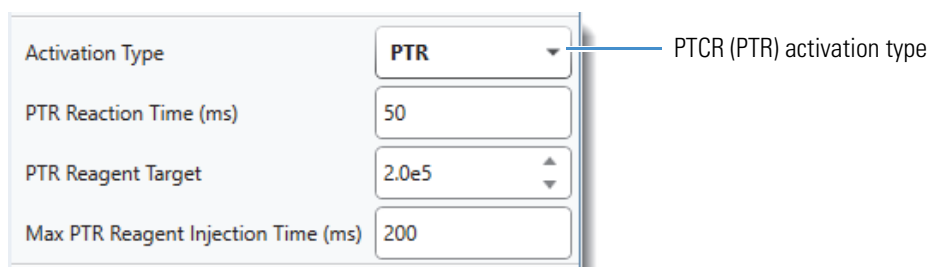 Activation Type PTR PTCR (PTR) activation type
PTR Reaction Time (ms) 50
PTR Reagent Target 2.0e5
Max PTR Reagent Injection Time (ms) 200